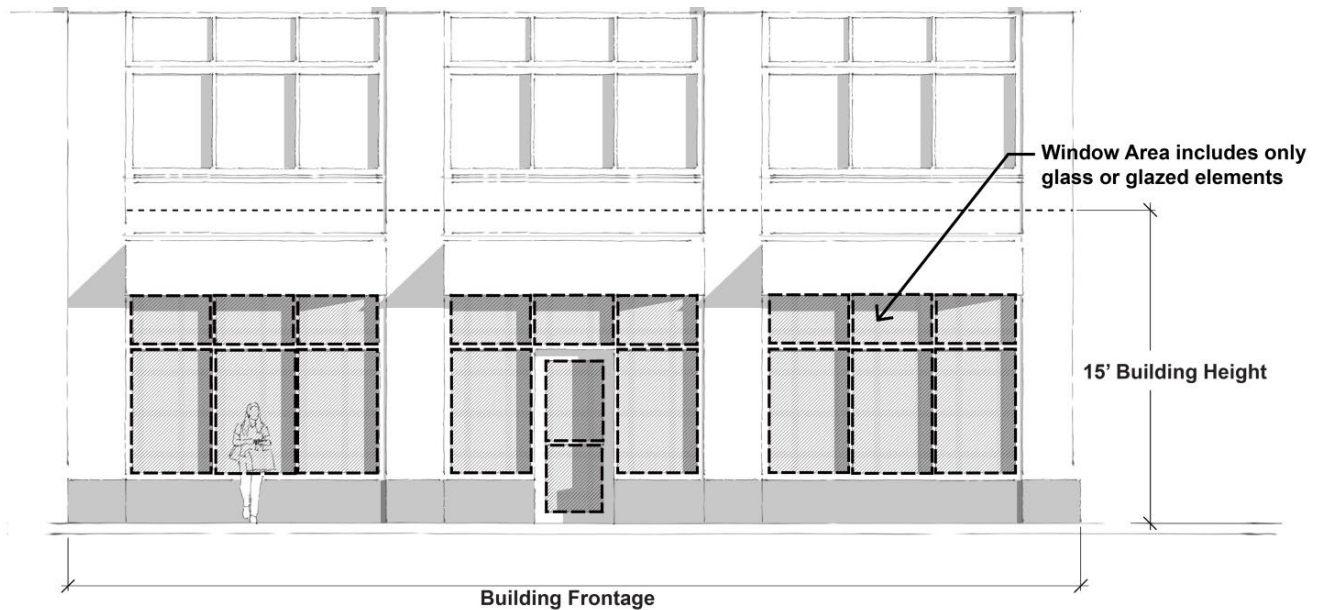 Window Area includes only
glass or glazed elements
15’ Building Height
Building Frontage